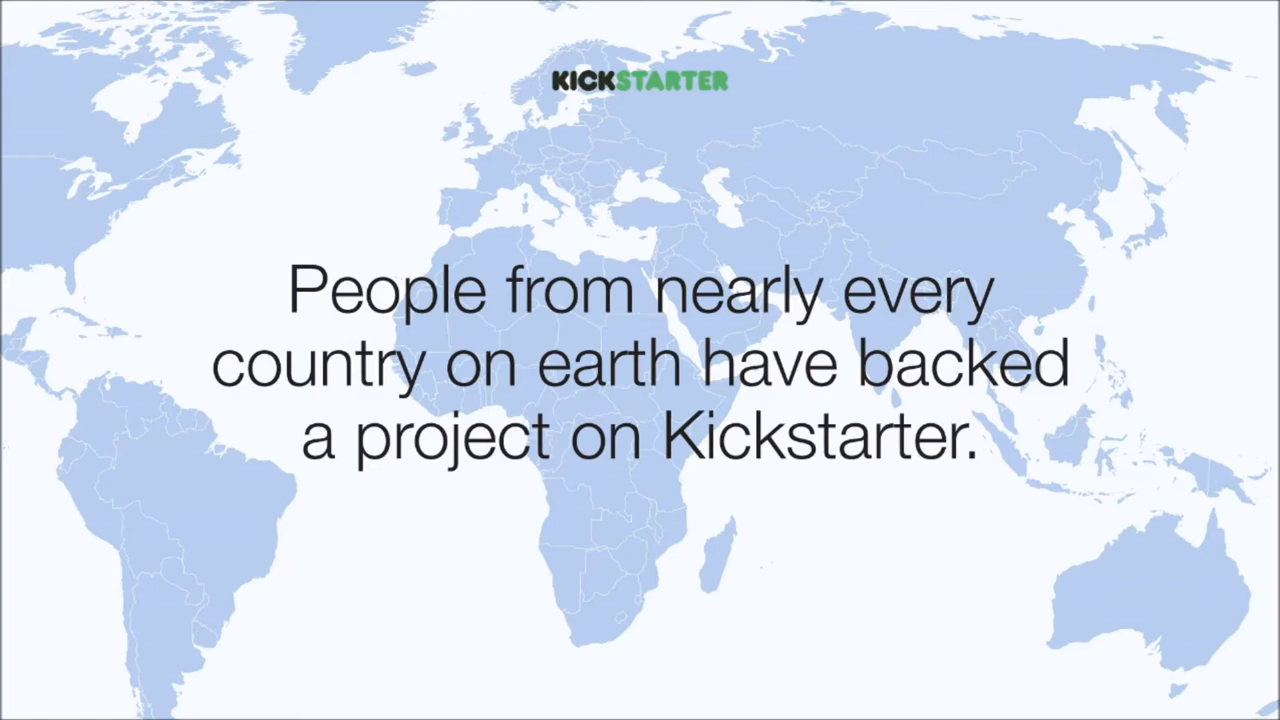 KICKSTARTER
People from nearly every
country on earth have backed
a project on Kickstarter.